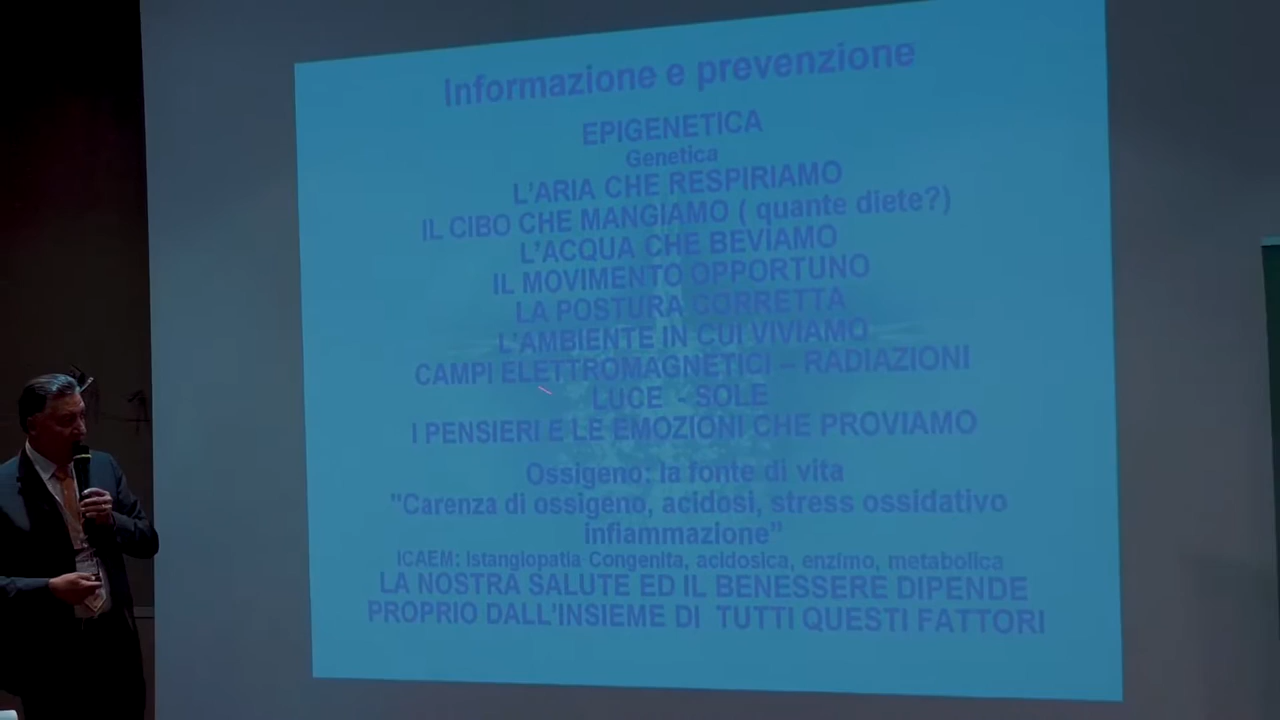 Informazione e prevenzione
EPIGENETICA
Genetica
L'ARIA CHE RESPIRIAMO
IL CIBO CHE MANGIAMO ( quante diete?)
L'ACQUA CHE BEVIAMO
IL MOVIMENTO OPPORTUNO
LA POSTURA CORRETTA
L'AMBIENTE IN CUI VIVIAMO
CAMPI ELETTROMAGNETICI – RADIAZIONI
LUCE - SOLE
I PENSIERI E LE EMOZIONI CHE PROVIAMO
Ossigeno: la fonte di vita
"Carenza di ossigeno, acidosi, stress ossidativo
infiammazione"
ICAEM: Istangiopatia Congenita, acidosica, enzimo, metabolica
LA NOSTRA SALUTE ED IL BENESSERE DIPENDE
PROPRIO DALL'INSIEME DI TUTTI QUESTI FATTORI